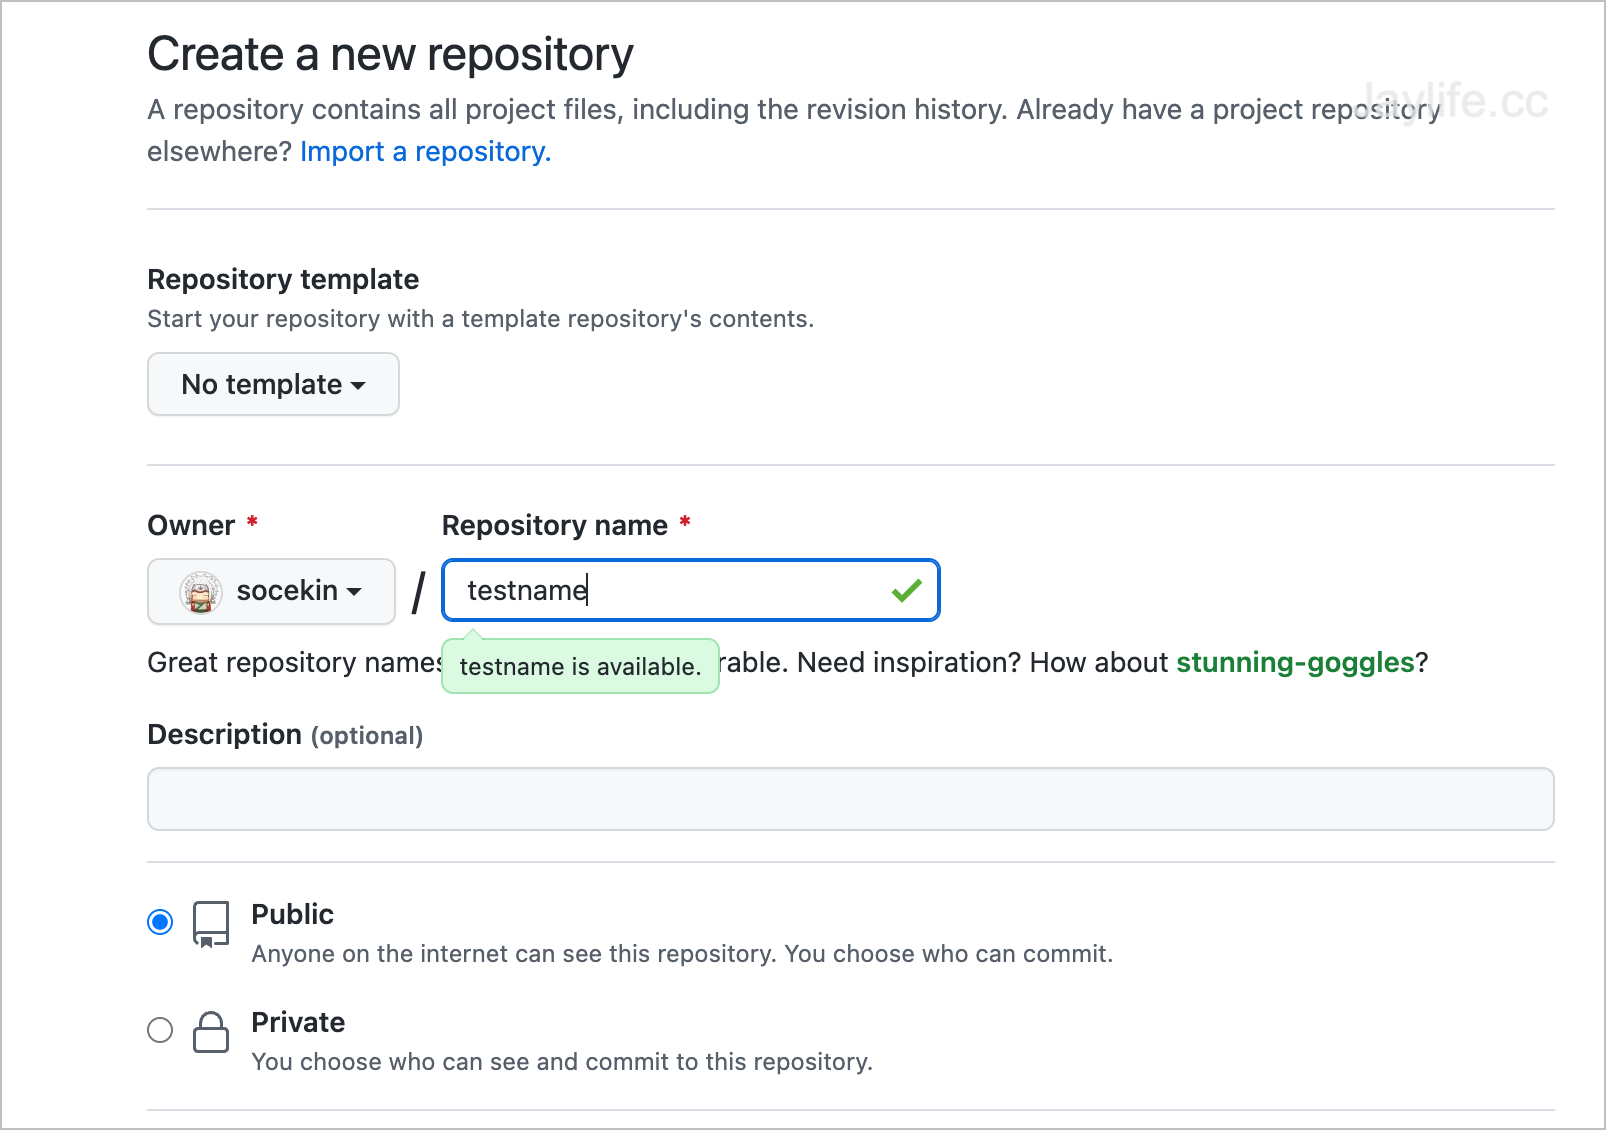 Create a new repository
A repository contains all project files, including the revision history. Already have a project repository
elsewhere? Import a repository.
Jaylife.cc
Repository template
Start your repository with a template repository's contents.
No template
Owner * Repository name *
socekin / testname
Great repository names rable. Need inspiration? How about stunning-goggles?
testname is available.
Description (optional)
Public
Anyone on the internet can see this repository. You choose who can commit.
Private
You choose who can see and commit to this repository.